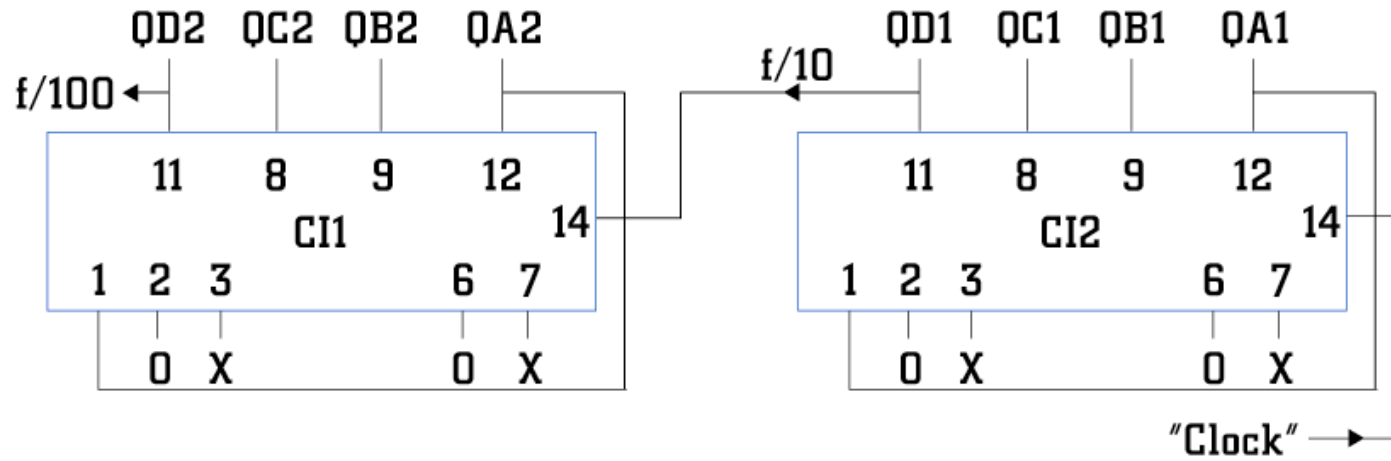 QD2 QC2 QB2 QA2 QD1 QC1 QB1 QA1
f/100 f/10
11 8 9 12 11 8 9 12
CI1 14 CI2 14
1 2 3 6 7 1 2 3 6 7
0 X 0 X 0 X 0 X
"Clock"